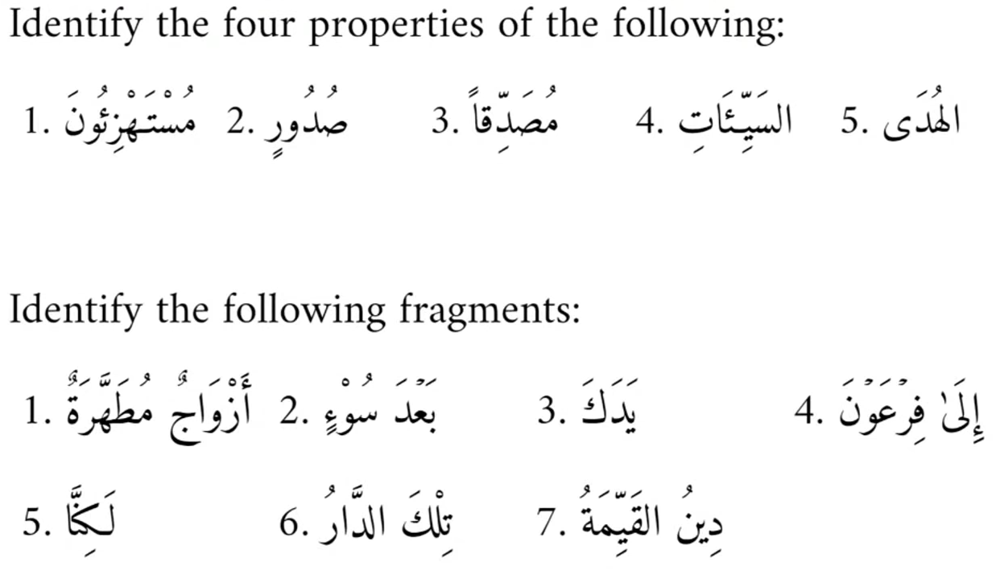 Identify the four properties of the following:
1. مُسْتَهْزِئُونَ 2. صُدُورٍ 3. مُصَدِّقاً 4. السَيِّئَاتِ 5. الهُدَى
Identify the following fragments:
1. أَزْوَاجٌ مُطَهَّرَةٌ 2. بَعْدَ سُوْءٍ 3. يَدَكَ 4. إِلَىٰ فِرْعَوْنَ
5. لَكِنَّا 6. تِلْكَ الدَّارُ 7. دِينُ القَيِّمَةُ